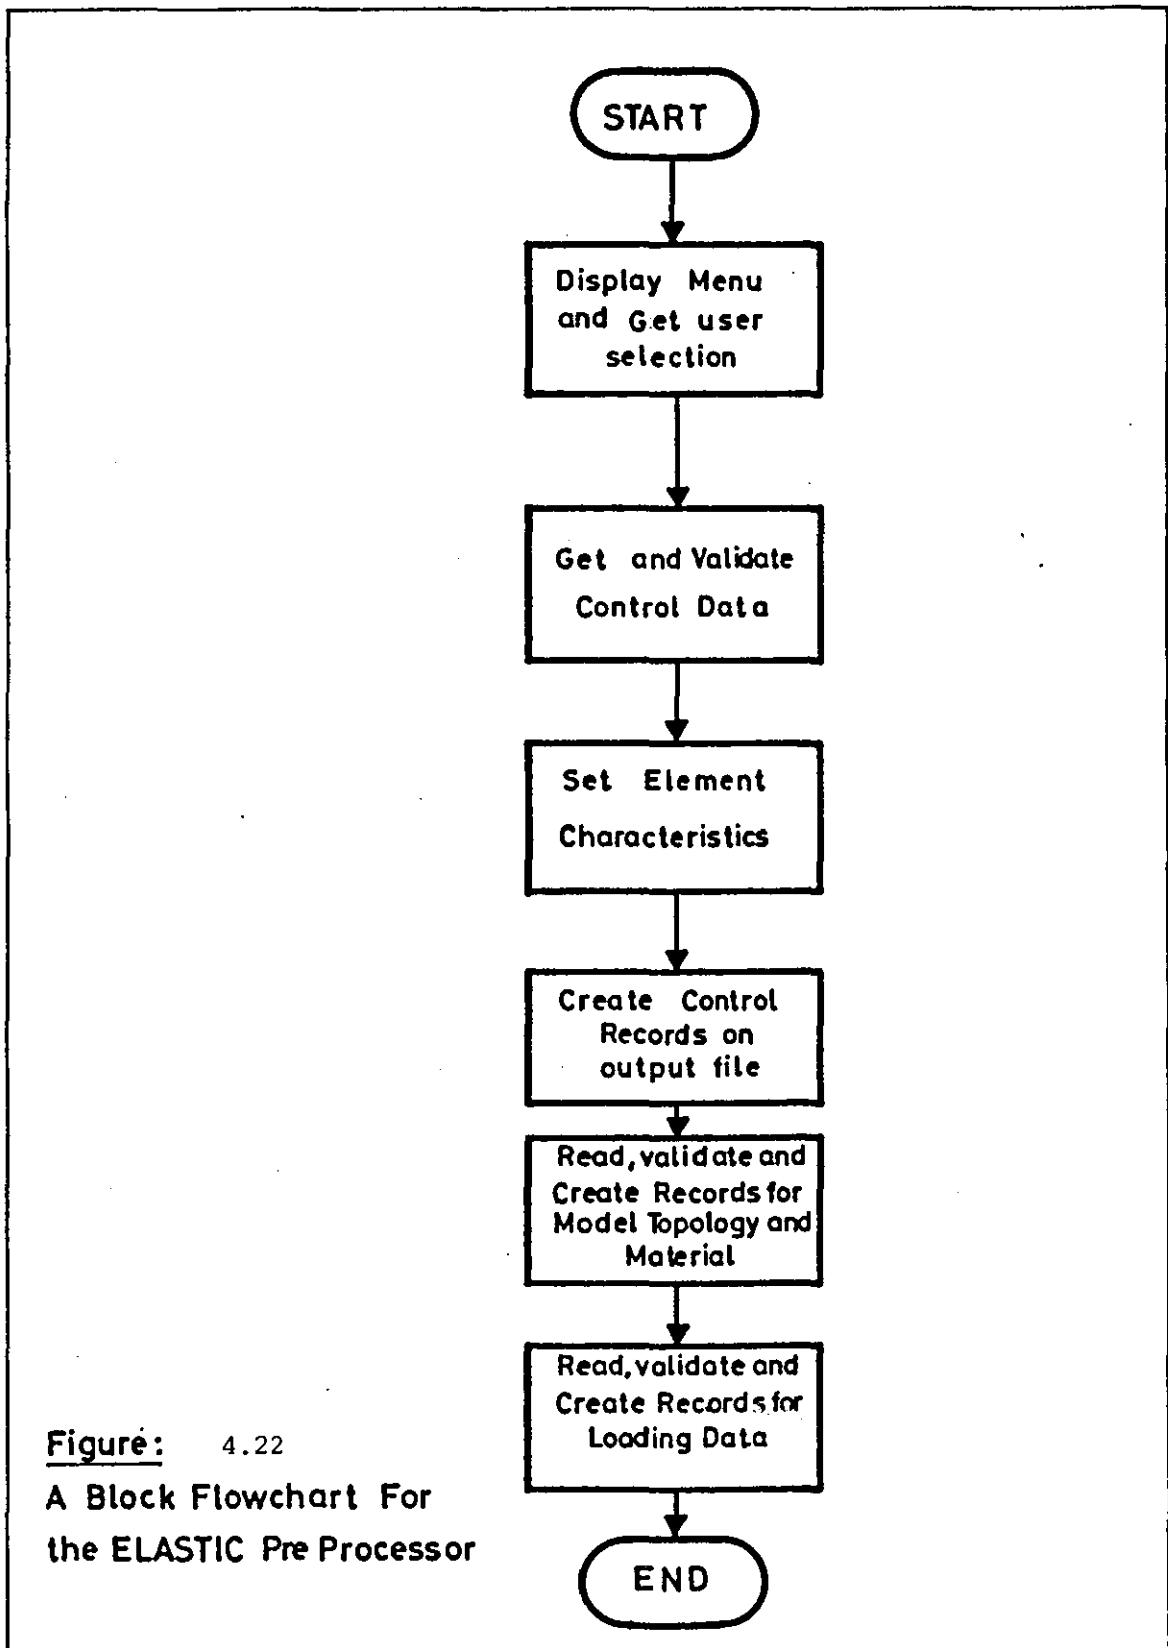 START
Display Menu
and Get user
selection
Get and Validate
Control Data
Set Element
Characteristics
Create Control
Records on
output file
Read, validate and
Create Records for
Model Topology and
Material
Read, validate and
Create Records for
Loading Data
END
Figure: 4.22
A Block Flowchart For
the ELASTIC Pre Processor